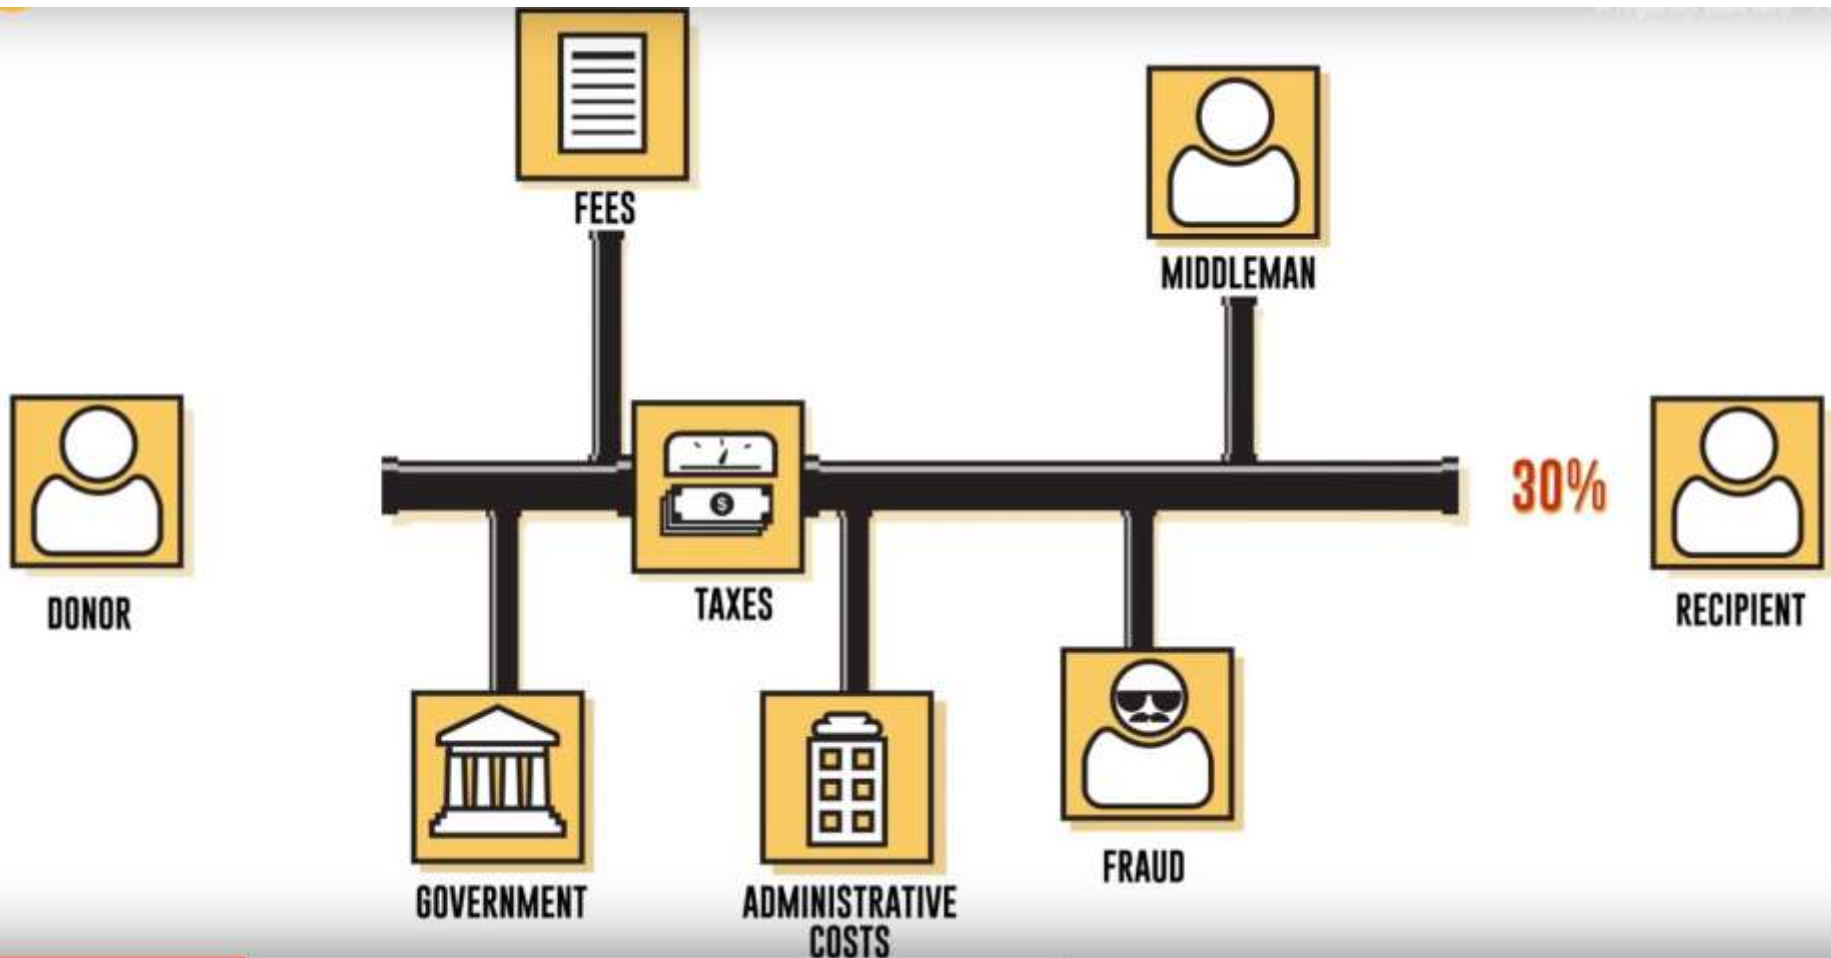 FEES
MIDDLEMAN
30%
DONOR
TAXES
RECIPIENT
FRAUD
GOVERNMENT
ADMINISTRATIVE
COSTS